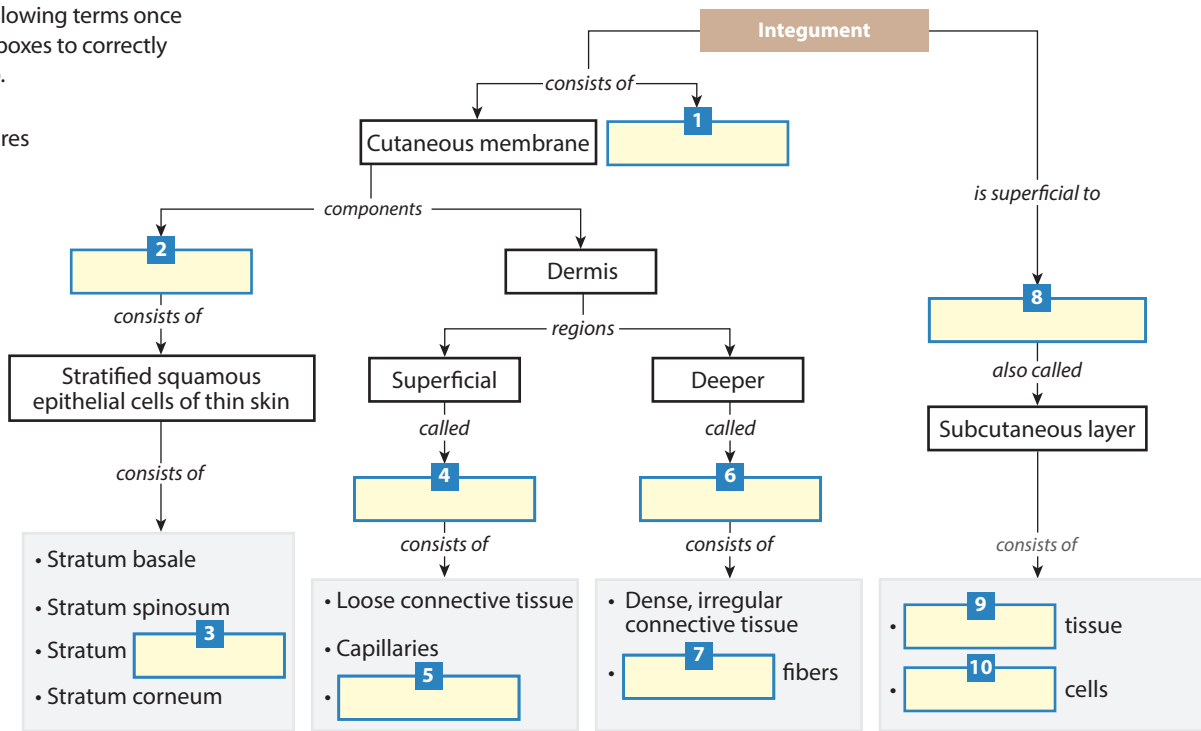 llowing terms once
boxes to correctly
res
Integument
consists of
1
Cutaneous membrane
is superficial to
components
2
Dermis
8
consists of
regions
also called
Stratified squamous
epithelial cells of thin skin
Superficial
Deeper
Subcutaneous layer
called
called
consists of
4
6
consists of
consists of
consists of
• Stratum basale
• Stratum spinosum
3
• Stratum
• Stratum corneum
• Loose connective tissue
• Capillaries
5
•
• Dense, irregular
connective tissue
7
• fibers
9
• tissue
10
• cells